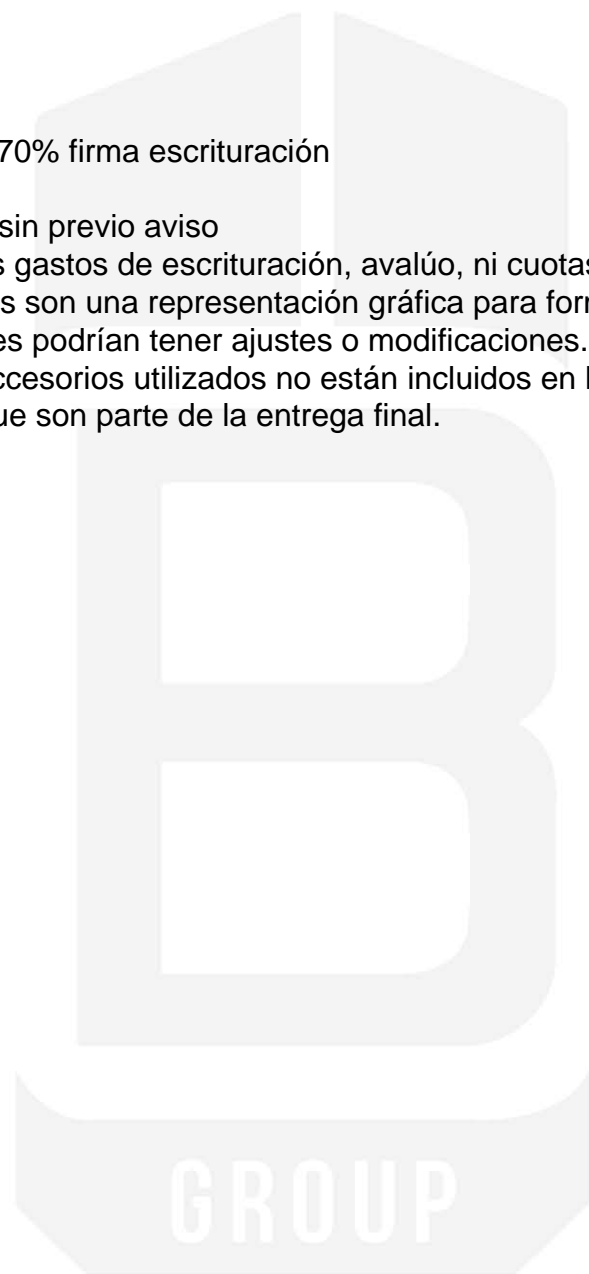 70% firma escrituración
sin previo aviso
s gastos de escrituración, avalúo, ni cuotas
s son una representación gráfica para for
es podrían tener ajustes o modificaciones.
ccesorios utilizados no están incluidos en l
ue son parte de la entrega final.
B
GROUP